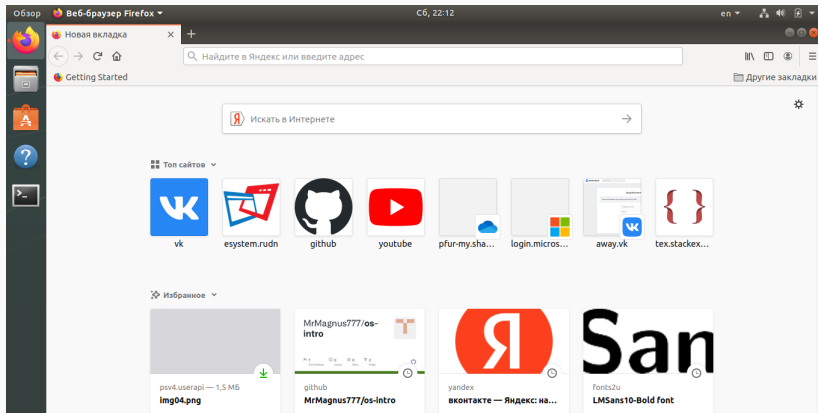 Обзор Веб-браузер Firefox Сб, 22:12 en
Новая вкладка
Найдите в Яндекс или введите адрес
Getting Started Другие закладки
Я Искать в Интернете
Топ сайтов
vk esystem.rudn github youtube pfur-my.sha... login.micros... away.vk tex.stackex...
Избранное
MrMagnus777/os-intro
Я
San
psv4.userapi — 1,5 МБ github yandex fonts2u
img04.png MrMagnus777/os-intro вконтакте — Яндекс: на... LMSans10-Bold font